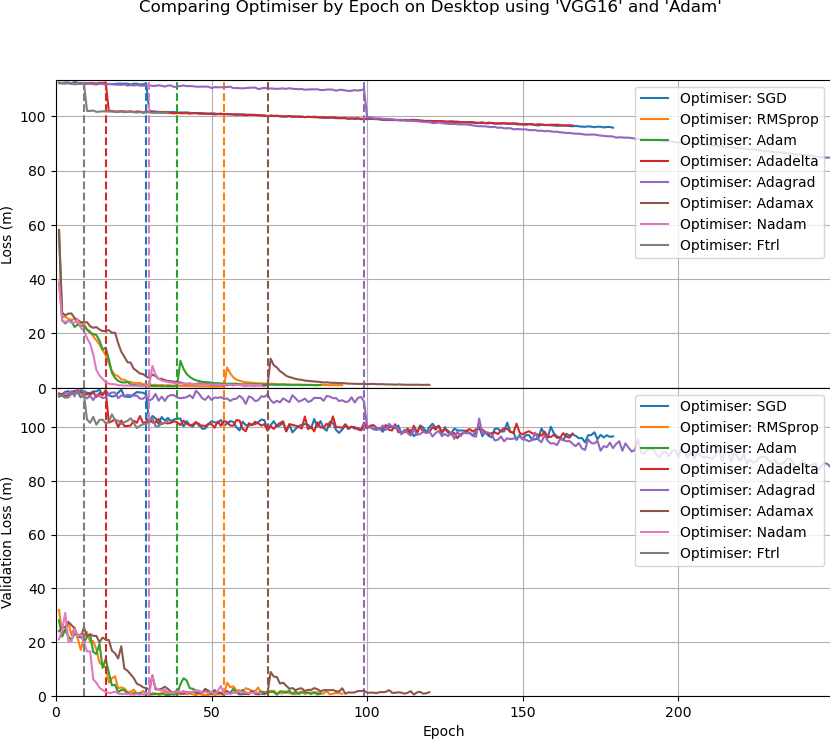 Comparing Optimiser by Epoch on Desktop using 'VGG16' and 'Adam'
Loss (m)
100
80
60
40
20
0
Optimiser: SGD
Optimiser: RMSprop
Optimiser: Adam
Optimiser: Adadelta
Optimiser: Adagrad
Optimiser: Adamax
Optimiser: Nadam
Optimiser: Ftrl
Validation Loss (m)
100
80
60
40
20
0
Optimiser: SGD
Optimiser: RMSprop
Optimiser: Adam
Optimiser: Adadelta
Optimiser: Adagrad
Optimiser: Adamax
Optimiser: Nadam
Optimiser: Ftrl
0 50 100 150 200
Epoch